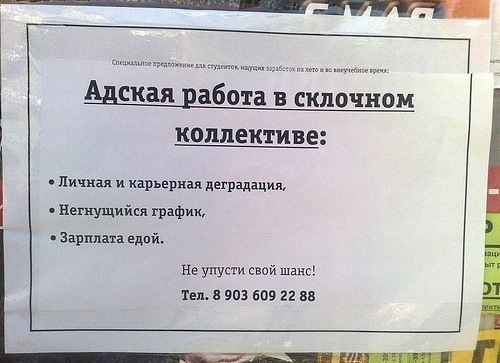 Специальное предложение для студентов, ищущих заработок на лето и во внеучебное время:
Адская работа в склочном
коллективе:
• Личная и карьерная деградация,
• Негнущийся график,
• Зарплата едой.
Не упусти свой шанс!
Тел. 8 903 609 22 88